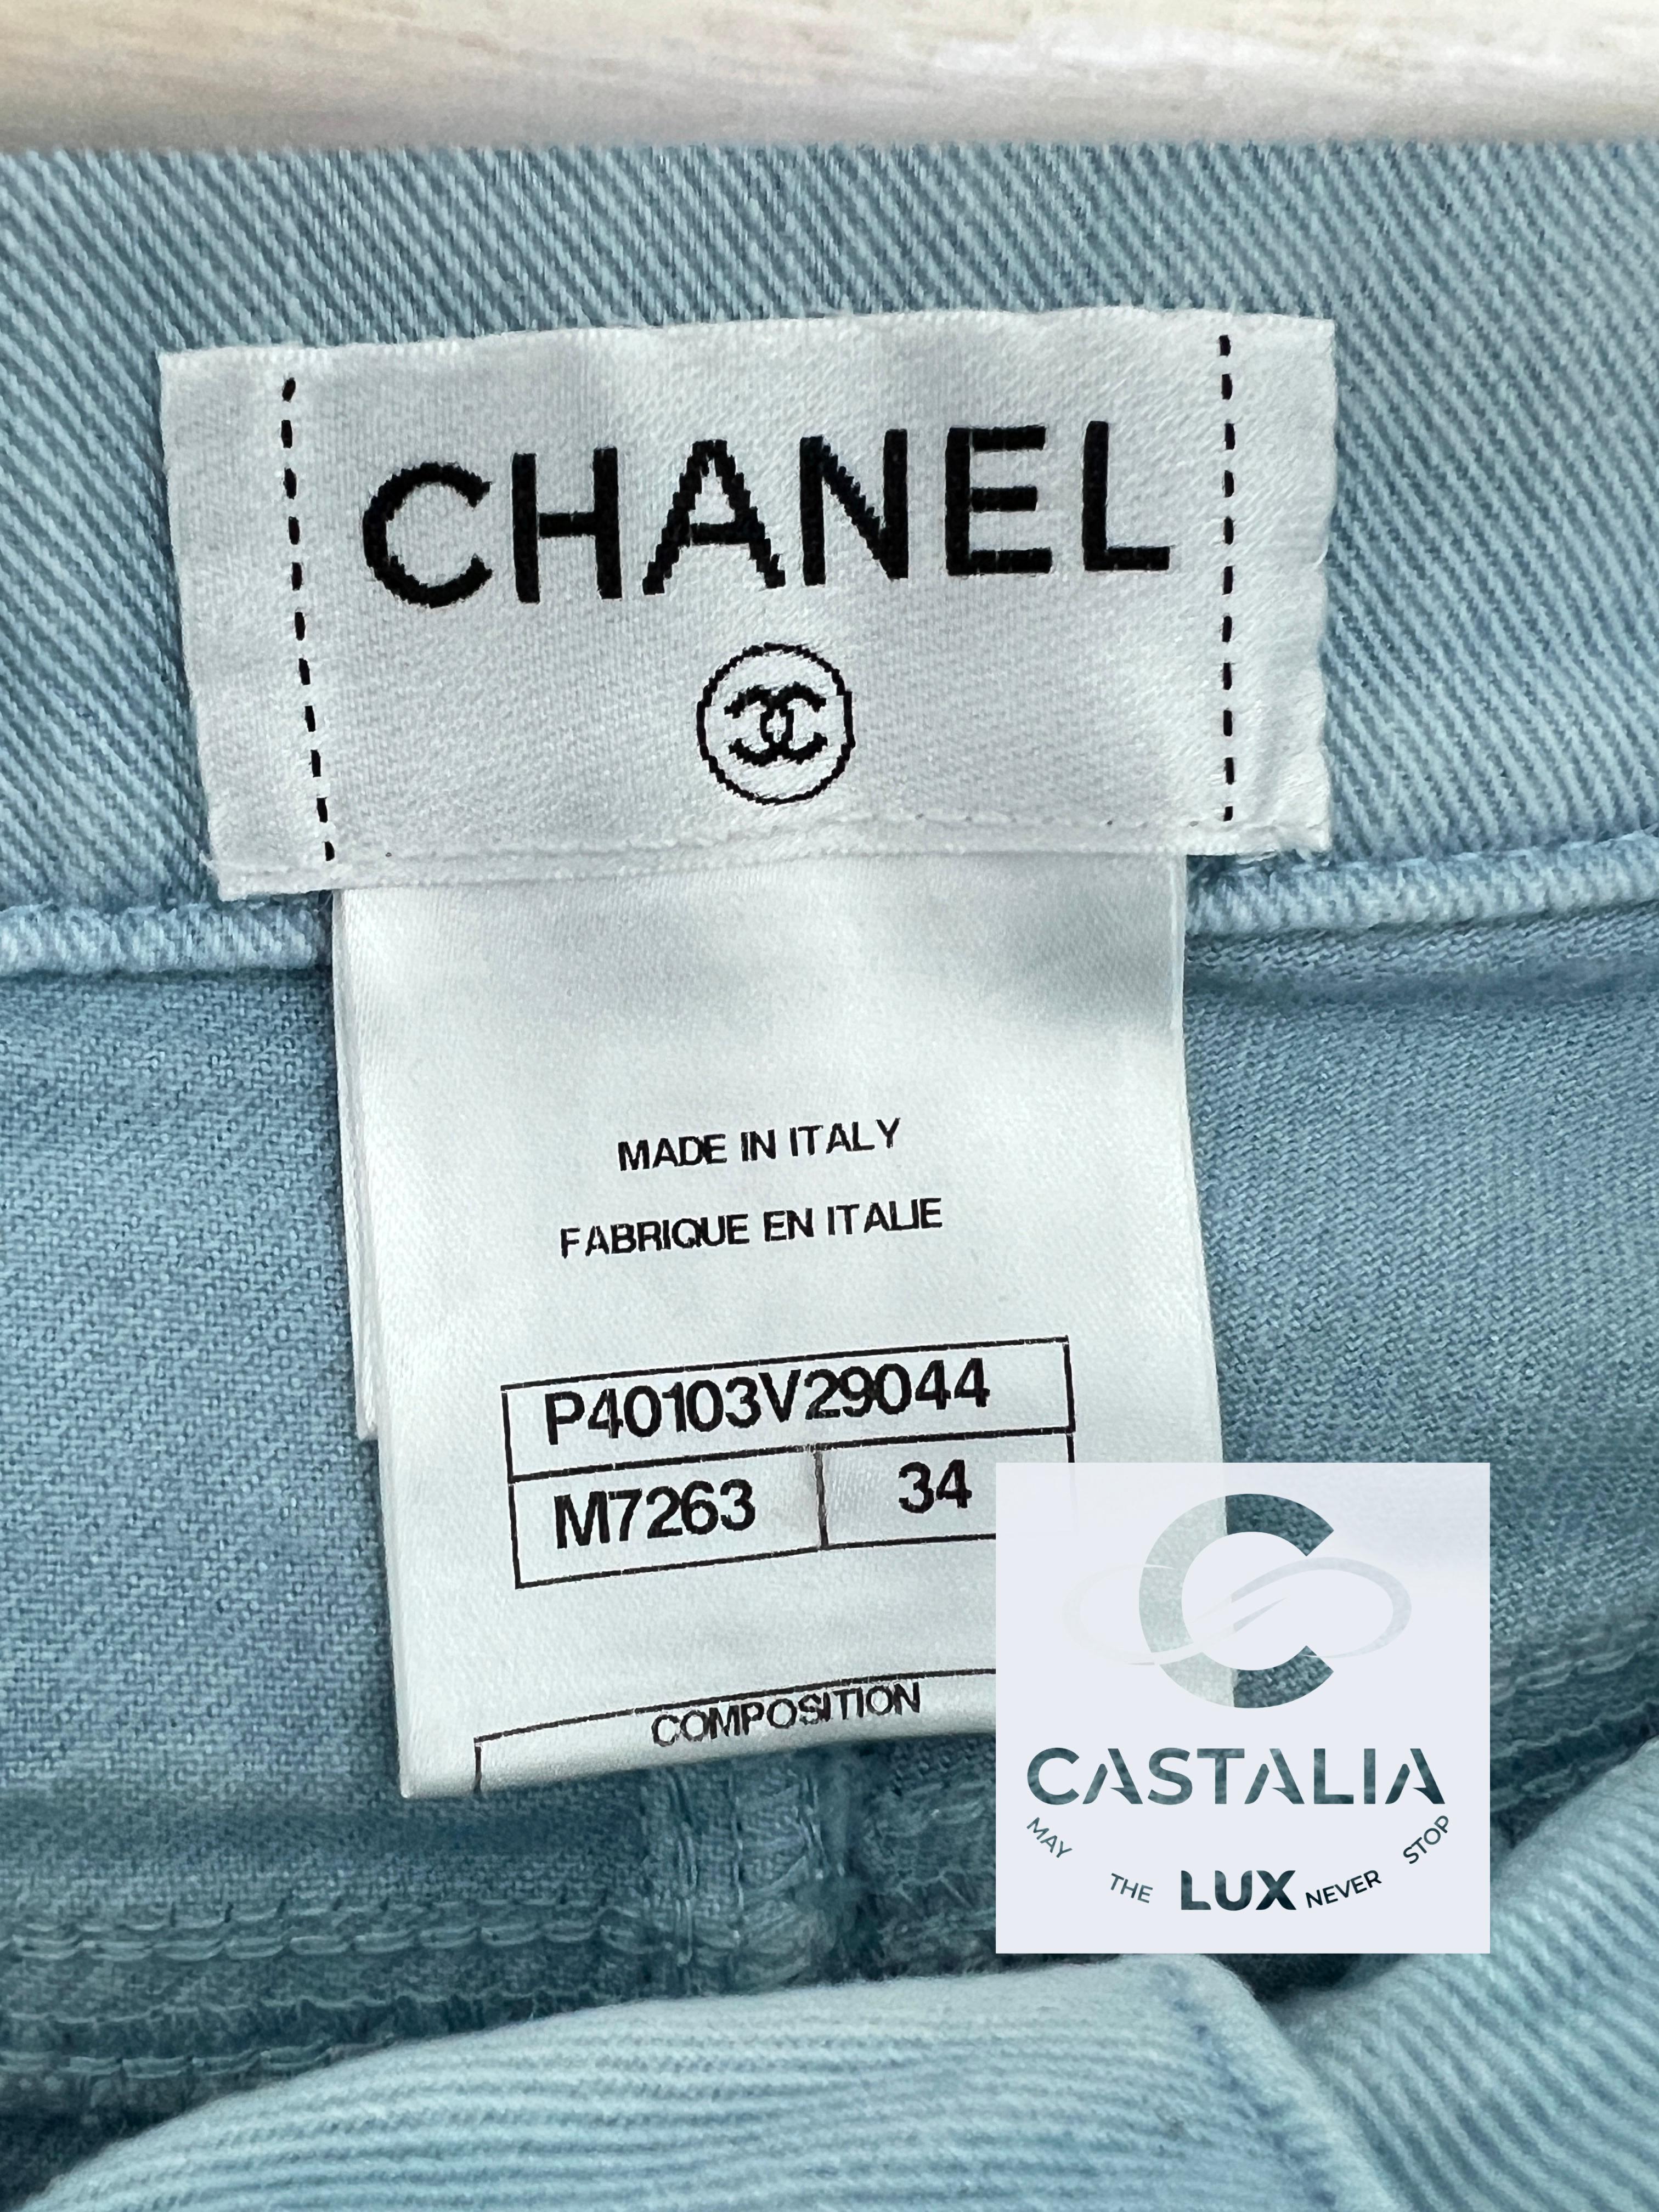 CHANEL
MADE IN ITALY
FABRIQUE EN ITALIE
P40103V29044
M7263 34
COMPOSITION
CASTALIA
MAY THE LUX NEVER STOP